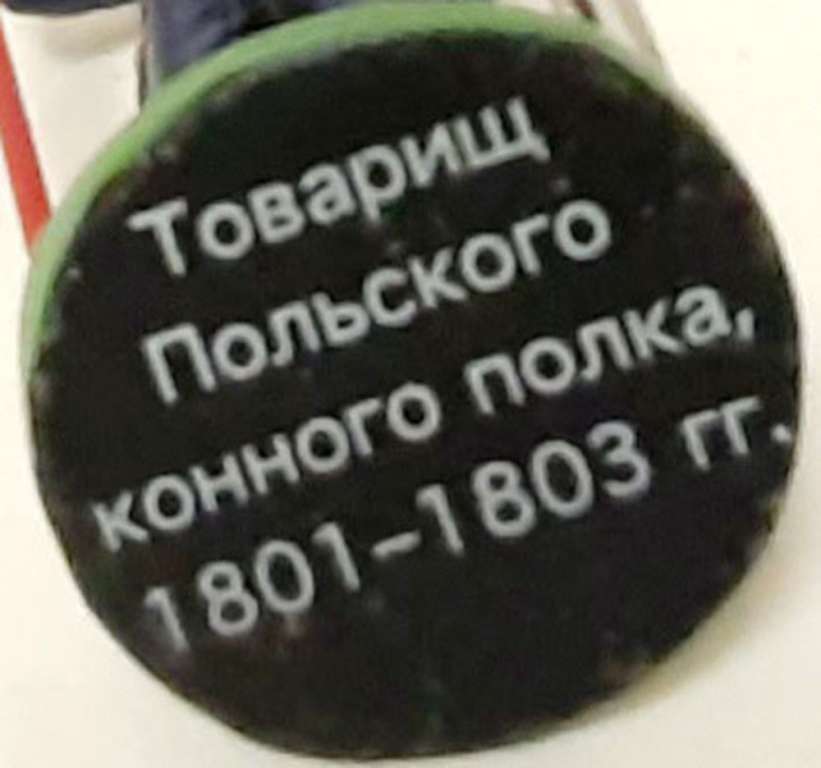 Товарищ
Польского
конного полка,
1801-1803 гг.